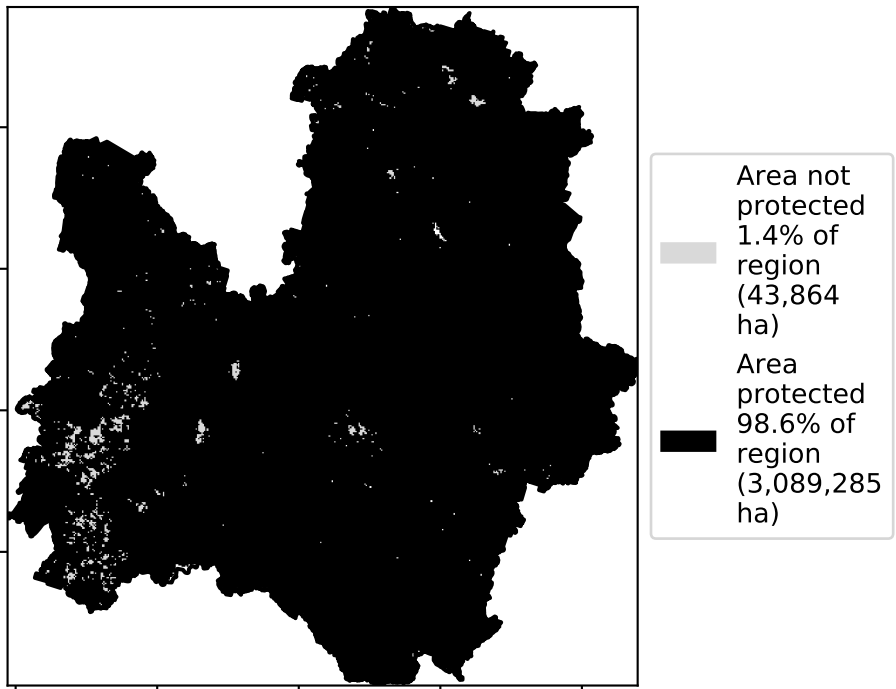 Area not
protected
1.4% of
region
(43,864
ha)
Area
protected
98.6% of
region
(3,089,285
ha)